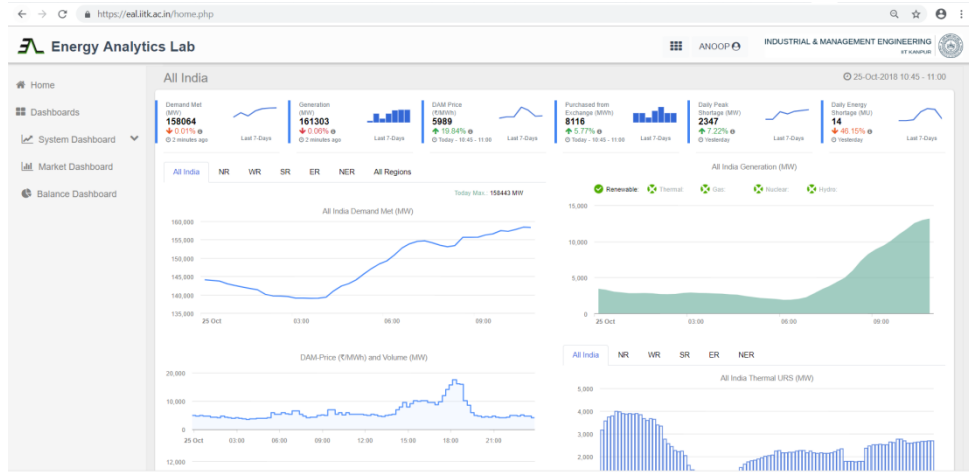 https://eal.iitk.ac.in/home.php
Energy Analytics Lab
ANOOP
INDUSTRIAL & MANAGEMENT ENGINEERING
IIT KANPUR
Home
Dashboards
System Dashboard
Market Dashboard
Balance Dashboard
All India
25-Oct-2018 10:45 - 11:00
Demand Met
(MW)
158064
0.01%
2 minutes ago
Last 7-Days
Generation
(MW)
161303
0.06%
2 minutes ago
Last 7-Days
DAM Price
(₹/MWh)
5989
19.84%
Today - 10:45 - 11:00
Last 7-Days
Purchased from
Exchange (MWh)
8116
5.77%
Today - 10:45 - 11:00
Last 7-Days
Daily Peak
Shortage (MW)
2347
7.22%
Yesterday
Last 7-Days
Daily Energy
Shortage (MU)
14
46.15%
Yesterday
Last 7-Days
All India NR WR SR ER NER All Regions
Today Max.: 158443 MW
All India Demand Met (MW)
160,000
155,000
150,000
145,000
140,000
135,000
25 Oct 03:00 06:00 09:00
All India Generation (MW)
Renewable: Thermal: Gas: Nuclear: Hydro:
15,000
10,000
5,000
0
25 Oct 03:00 06:00 09:00
DAM-Price (₹/MWh) and Volume (MW)
20,000
10,000
0
25 Oct 03:00 06:00 09:00 12:00 15:00 18:00 21:00
12,000
All India NR WR SR ER NER
All India Thermal URS (MW)
5,000
4,000
3,000
2,000